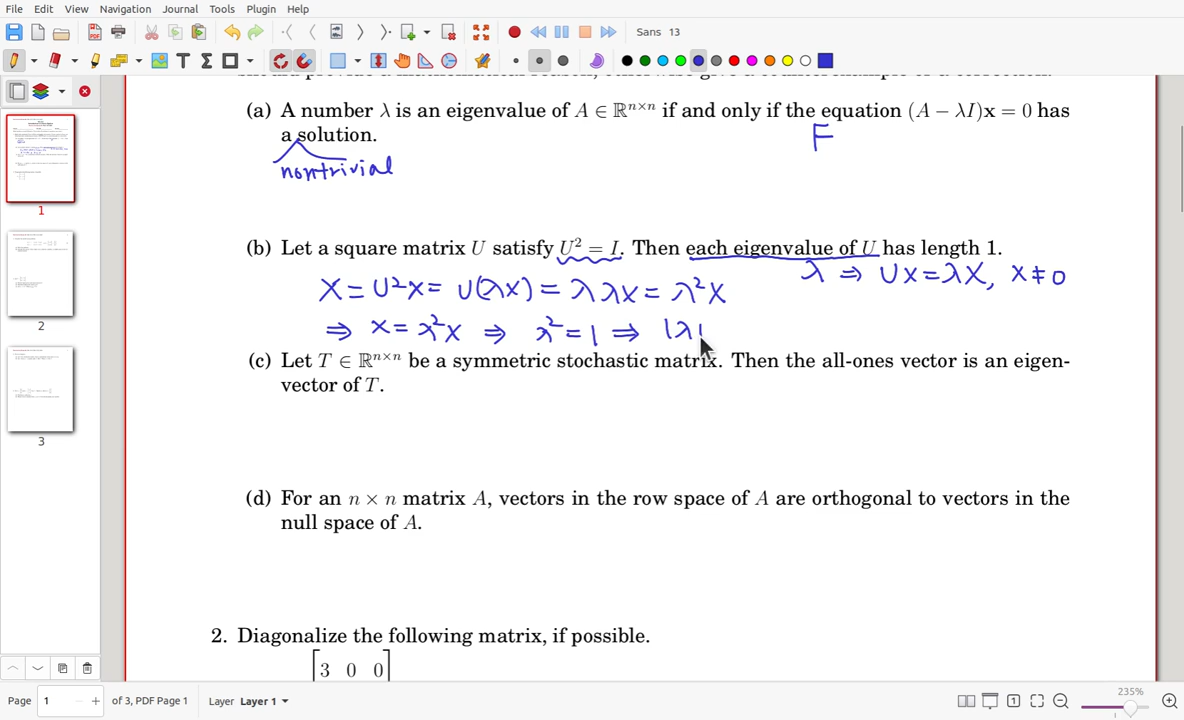 File Edit View Navigation Journal Tools Plugin Help
Sans 13
(a) A number λ is an eigenvalue of A ∈ ℝⁿˣⁿ if and only if the equation (A − λI)x = 0 has
a solution.
F
nontrivial
(b) Let a square matrix U satisfy U² = I. Then each eigenvalue of U has length 1.
λ ⇒ Ux = λx, x ≠ 0
x = U²x = U(λx) = λλx = λ²x
⇒ x = λ²x ⇒ λ² = 1 ⇒ |λ|
(c) Let T ∈ ℝⁿˣⁿ be a symmetric stochastic matrix. Then the all-ones vector is an eigen-
vector of T.
(d) For an n × n matrix A, vectors in the row space of A are orthogonal to vectors in the
null space of A.
2. Diagonalize the following matrix, if possible.
3 0 0
1
2
3
Page 1 of 3, PDF Page 1 Layer Layer 1
235%